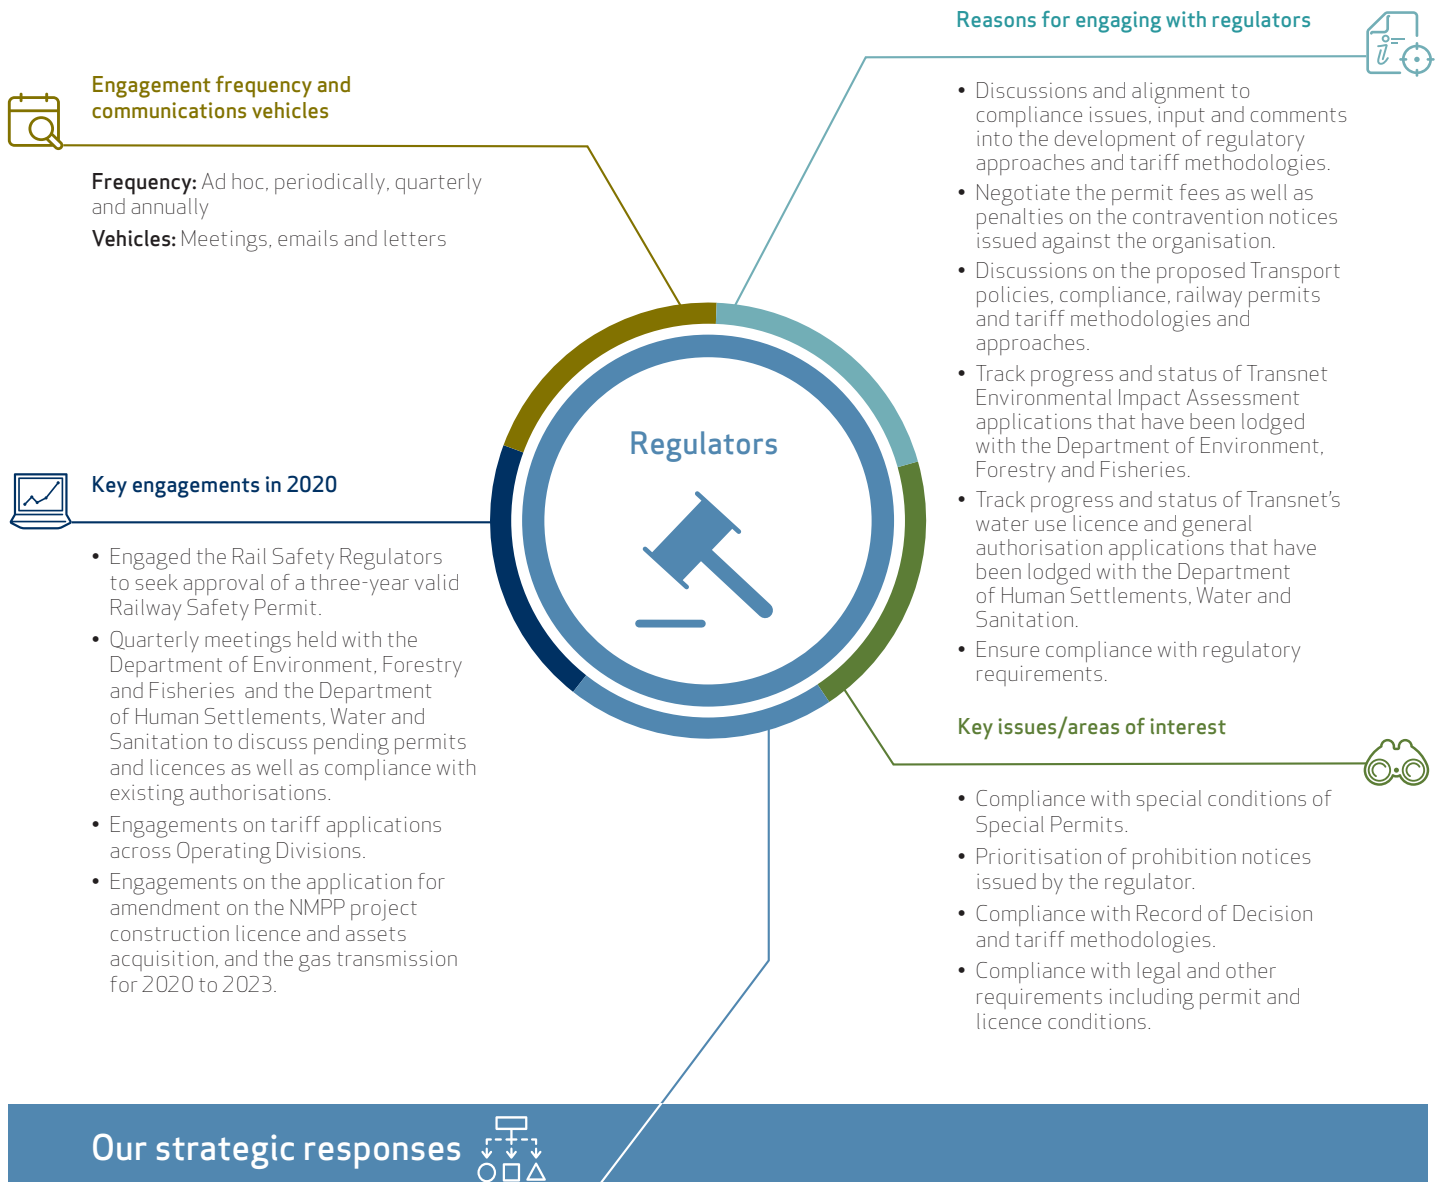 Engagement frequency and
communications vehicles
Frequency: Ad hoc, periodically, quarterly
and annually
Vehicles: Meetings, emails and letters
Key engagements in 2020
• Engaged the Rail Safety Regulators
to seek approval of a three-year valid
Railway Safety Permit.
• Quarterly meetings held with the
Department of Environment, Forestry
and Fisheries and the Department
of Human Settlements, Water and
Sanitation to discuss pending permits
and licences as well as compliance with
existing authorisations.
• Engagements on tariff applications
across Operating Divisions.
• Engagements on the application for
amendment on the NMPP project
construction licence and assets
acquisition, and the gas transmission
for 2020 to 2023.
Regulators
Reasons for engaging with regulators
• Discussions and alignment to
compliance issues, input and comments
into the development of regulatory
approaches and tariff methodologies.
• Negotiate the permit fees as well as
penalties on the contravention notices
issued against the organisation.
• Discussions on the proposed Transport
policies, compliance, railway permits
and tariff methodologies and
approaches.
• Track progress and status of Transnet
Environmental Impact Assessment
applications that have been lodged
with the Department of Environment,
Forestry and Fisheries.
• Track progress and status of Transnet's
water use licence and general
authorisation applications that have
been lodged with the Department
of Human Settlements, Water and
Sanitation.
• Ensure compliance with regulatory
requirements.
Key issues/areas of interest
• Compliance with special conditions of
Special Permits.
• Prioritisation of prohibition notices
issued by the regulator.
• Compliance with Record of Decision
and tariff methodologies.
• Compliance with legal and other
requirements including permit and
licence conditions.
Our strategic responses